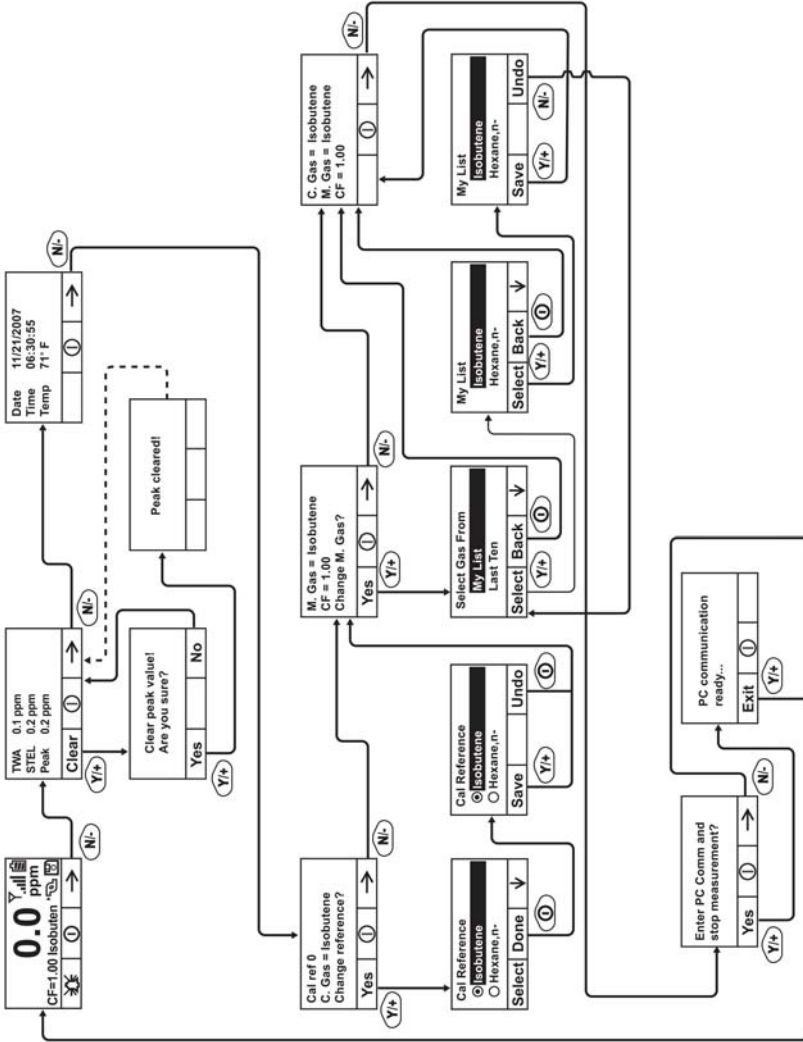 0.0 ppm
CF=1.00 Isobuten
N/-
TWA 0.1 ppm
STEL 0.2 ppm
Peak 0.2 ppm
Clear
Y/+
N/-
Clear peak value!
Are you sure?
Yes No
Y/+
Peak cleared!
Date 11/21/2007
Time 06:30:55
Temp 71° F
N/-
Cal ref 0
C. Gas = Isobutene
Change reference?
Yes
Y/+
N/-
Cal Reference
Isobutene
Hexane,n-
Select Done
Cal Reference
Isobutene
Hexane,n-
Save Undo
Y/+
M. Gas = Isobutene
CF = 1.00
Change M. Gas?
Yes
Y/+
N/-
Select Gas From
My List
Last Ten
Select Back
Y/+
My List
Isobutene
Hexane,n-
Select Back
Y/+
My List
Isobutene
Hexane,n-
Save Undo
Y/+
N/-
C. Gas = Isobutene
M. Gas = Isobutene
CF = 1.00
N/-
Enter PC Comm and
stop measurement?
Yes
Y/+
N/-
PC communication
ready...
Exit
Y/+